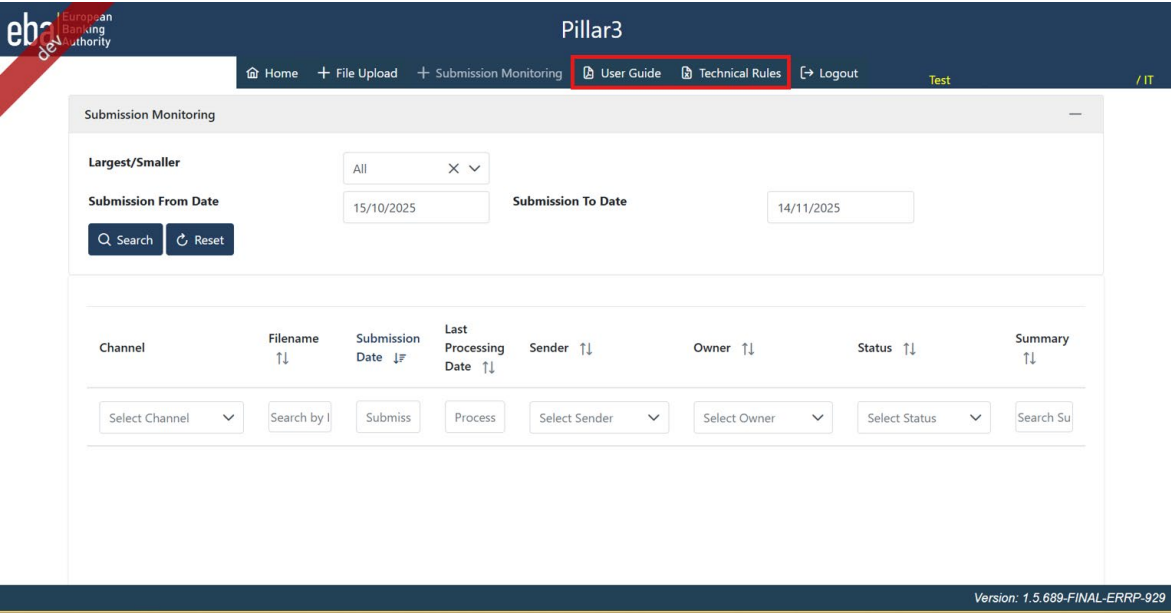 eba European
Banking
Authority
dev
Pillar3
Home File Upload Submission Monitoring User Guide Technical Rules Logout Test / IT
Submission Monitoring
Largest/Smaller All
Submission From Date 15/10/2025 Submission To Date 14/11/2025
Search Reset
Channel Filename Submission Date Last Processing Date Sender Owner Status Summary
Select Channel Search by Submiss Process Select Sender Select Owner Select Status Search Su
Version: 1.5.689-FINAL-ERRP-929